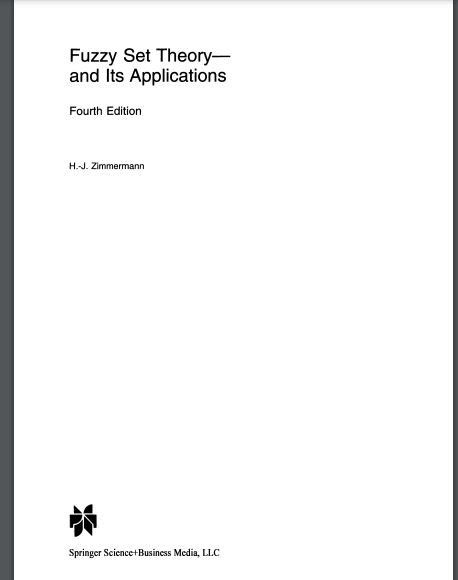 Fuzzy Set Theory—
and Its Applications
Fourth Edition
H.-J. Zimmermann
Springer Science+Business Media, LLC